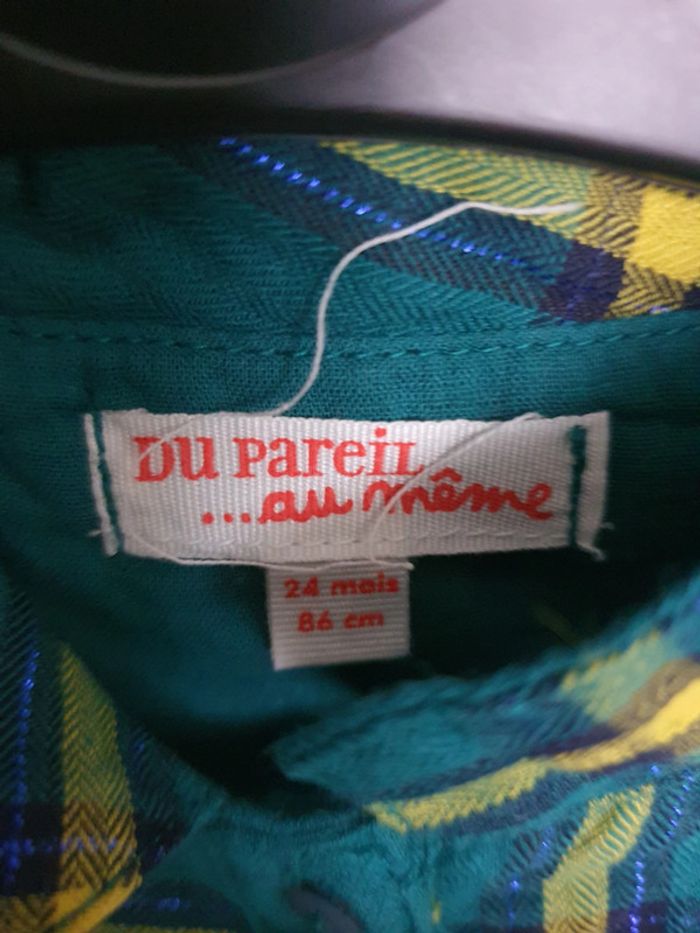 DU PAREIL
...au même
24 mois
86 cm